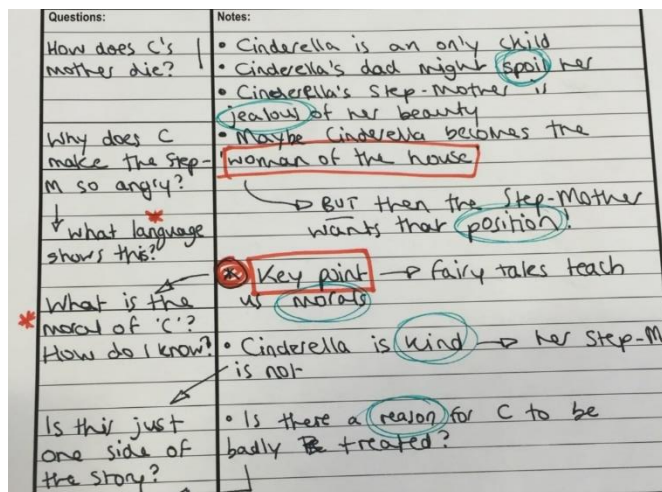 Questions:
How does C's
mother die?
Why does C
make the Step-
M so angry?
What language
shows this?
What is the
moral of 'C'?
How do I know?
Is this just
one side of
the story?
Notes:
• Cinderella is an only child
• Cinderella's dad might spoil her
• Cinderella's Step-Mother is
jealous of her beauty
• Maybe Cinderella becomes the
'woman of the house'
BUT then the Step-Mother
wants that position!
* Key point → fairy tales teach
us morals
• Cinderella is kind → her Step-M
is not
• Is there a reason for C to be
badly treated?